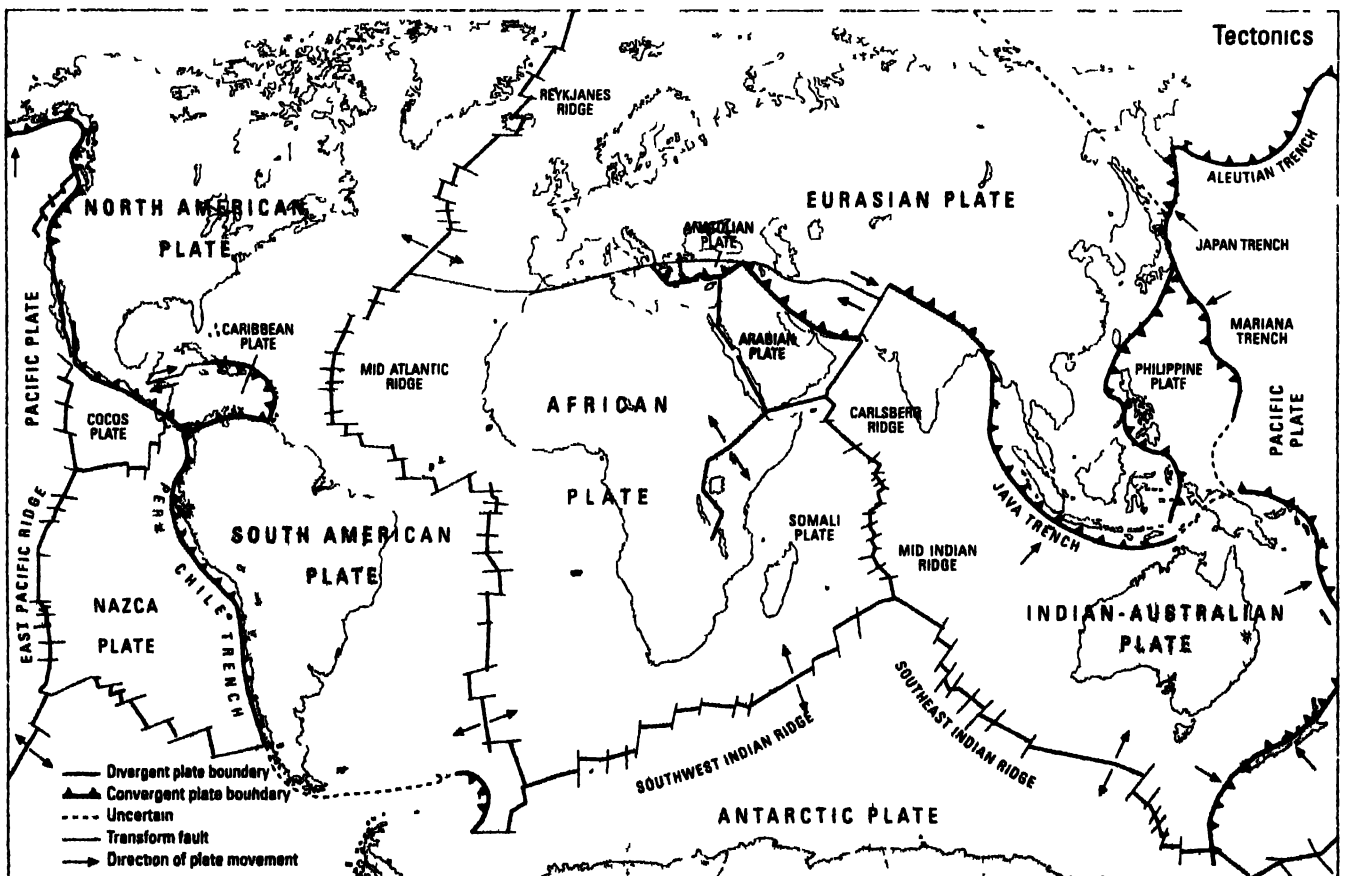 Tectonics
REYKJANES
RIDGE
ALEUTIAN TRENCH
NORTH AMERICAN
PLATE
EURASIAN PLATE
ANATOLIAN
PLATE
JAPAN TRENCH
PACIFIC PLATE
CARIBBEAN
PLATE
MID ATLANTIC
RIDGE
ARABIAN
PLATE
MARIANA
TRENCH
PHILIPPINE
PLATE
PACIFIC
PLATE
COCOS
PLATE
AFRICAN
PLATE
CARLSBERG
RIDGE
EAST PACIFIC RIDGE
PERU
CHILE TRENCH
SOUTH AMERICAN
PLATE
SOMALI
PLATE
JAVA TRENCH
MID INDIAN
RIDGE
NAZCA
PLATE
INDIAN-AUSTRALIAN
PLATE
SOUTHWEST INDIAN RIDGE
SOUTHEAST INDIAN RIDGE
ANTARCTIC PLATE
Divergent plate boundary
Convergent plate boundary
Uncertain
Transform fault
Direction of plate movement